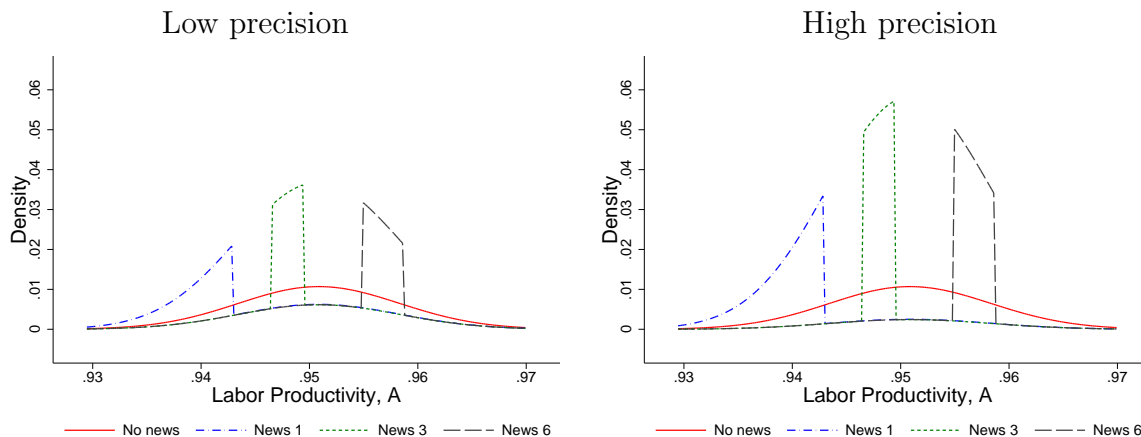 Low precision
Density
0
.01
.02
.03
.04
.05
.06
.93
.94
.95
.96
.97
Labor Productivity, A
No news
News 1
News 3
News 6
High precision
Density
0
.01
.02
.03
.04
.05
.06
.93
.94
.95
.96
.97
Labor Productivity, A
No news
News 1
News 3
News 6